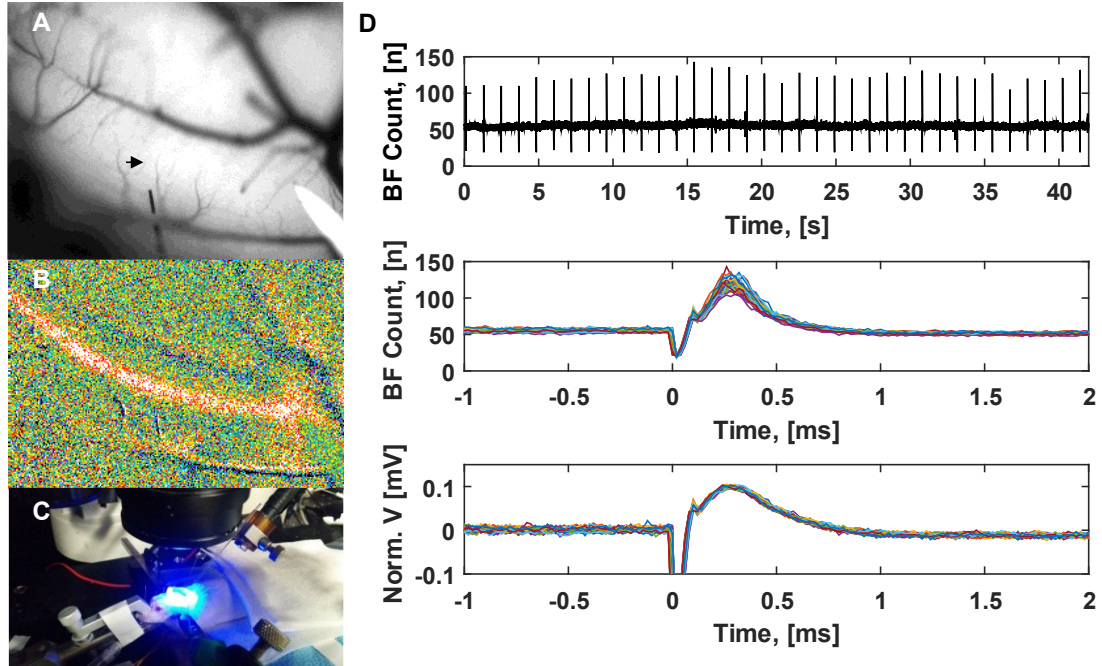 A
B
C
D
BF Count, [n]
150
100
50
0
0 5 10 15 20 25 30 35 40
Time, [s]
BF Count, [n]
150
100
50
0
-1 -0.5 0 0.5 1 1.5 2
Time, [ms]
Norm. V [mV]
0.1
0
-0.1
-1 -0.5 0 0.5 1 1.5 2
Time, [ms]